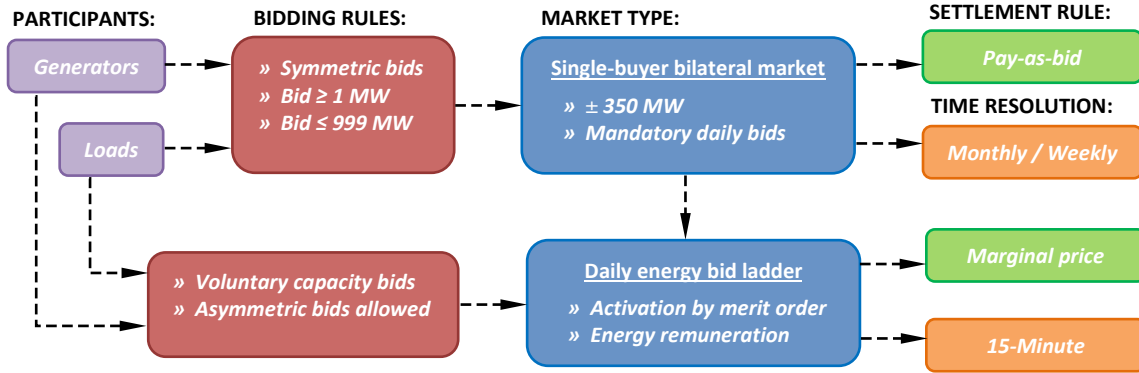 PARTICIPANTS:
BIDDING RULES:
MARKET TYPE:
SETTLEMENT RULE:
Generators
Loads
» Symmetric bids
» Bid ≥ 1 MW
» Bid ≤ 999 MW
Single-buyer bilateral market
» ± 350 MW
» Mandatory daily bids
Pay-as-bid
TIME RESOLUTION:
Monthly / Weekly
» Voluntary capacity bids
» Asymmetric bids allowed
Daily energy bid ladder
» Activation by merit order
» Energy remuneration
Marginal price
15-Minute